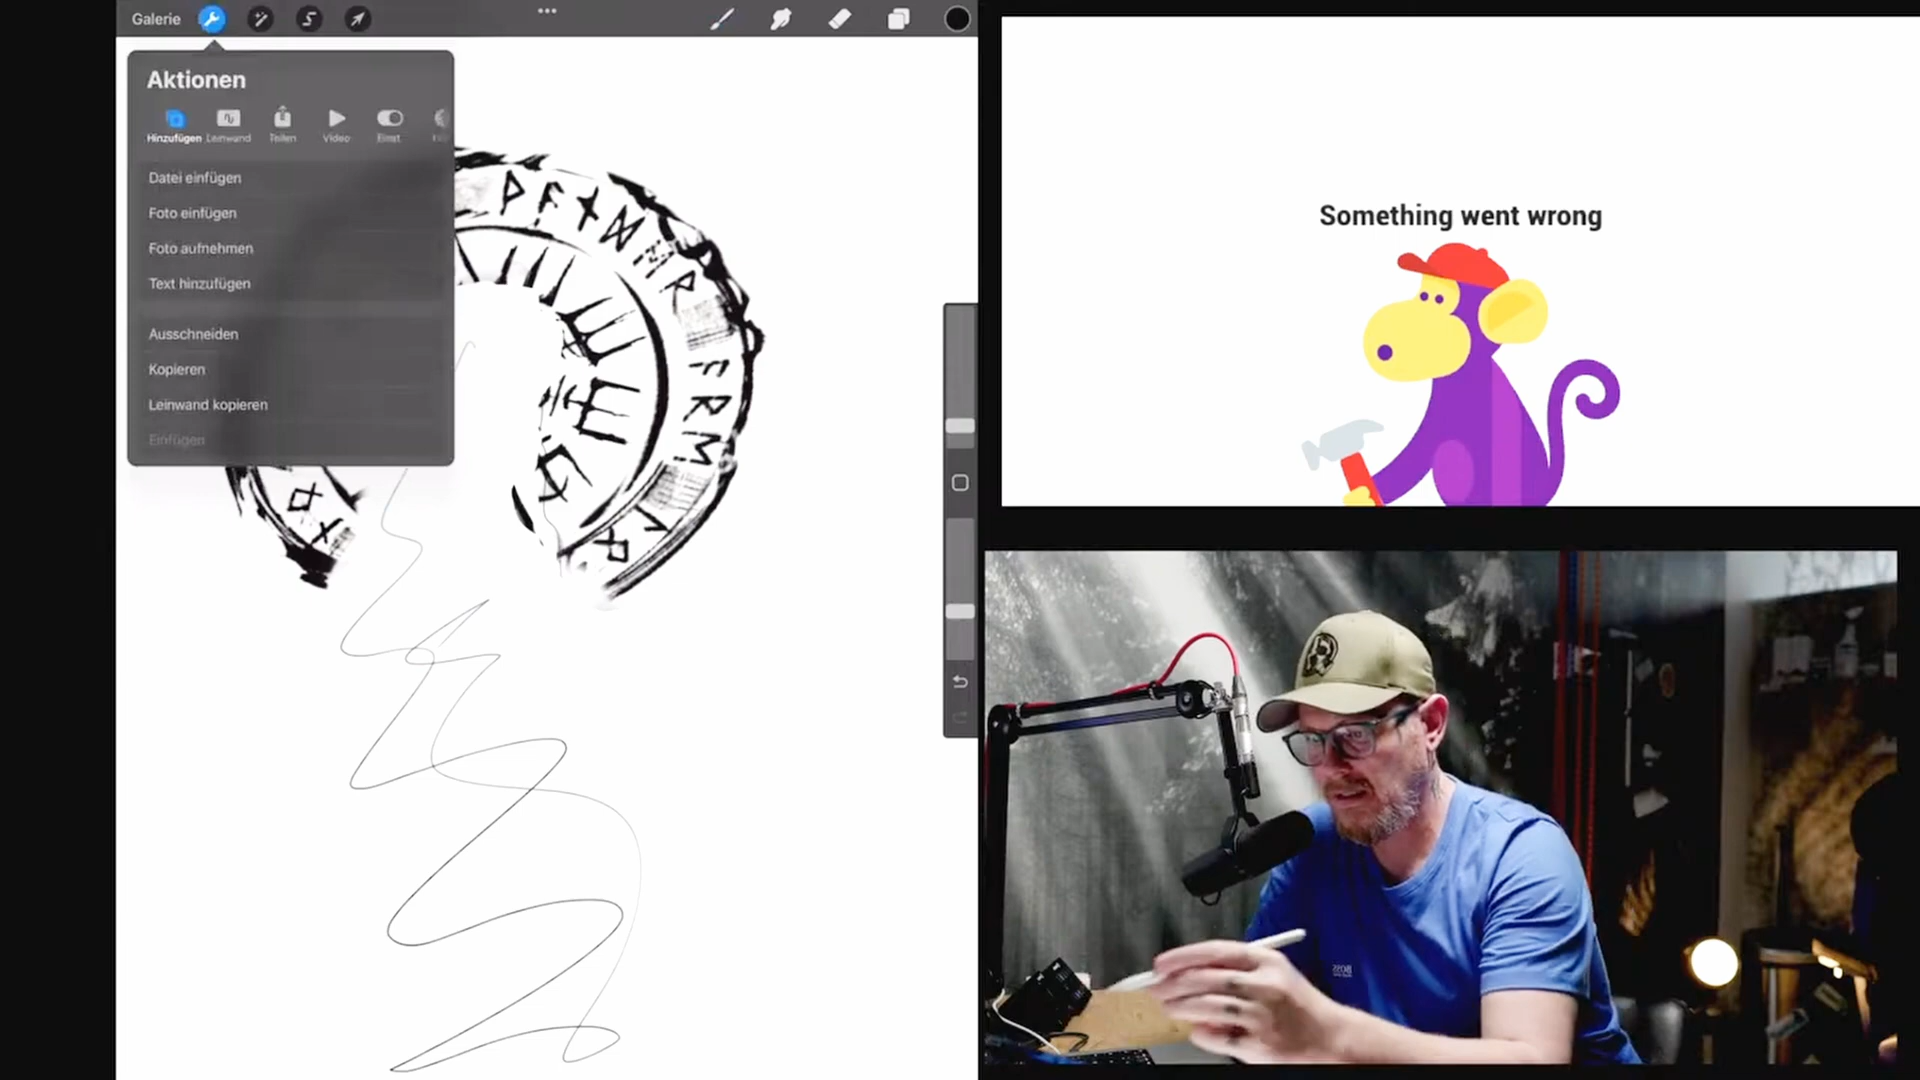 Galerie
Aktionen
Hinzufügen Leinwand Teilen Video Einst.
Datei einfügen
Foto einfügen
Foto aufnehmen
Text hinzufügen
Ausschneiden
Kopieren
Leinwand kopieren
Einfügen
Something went wrong
BOSS